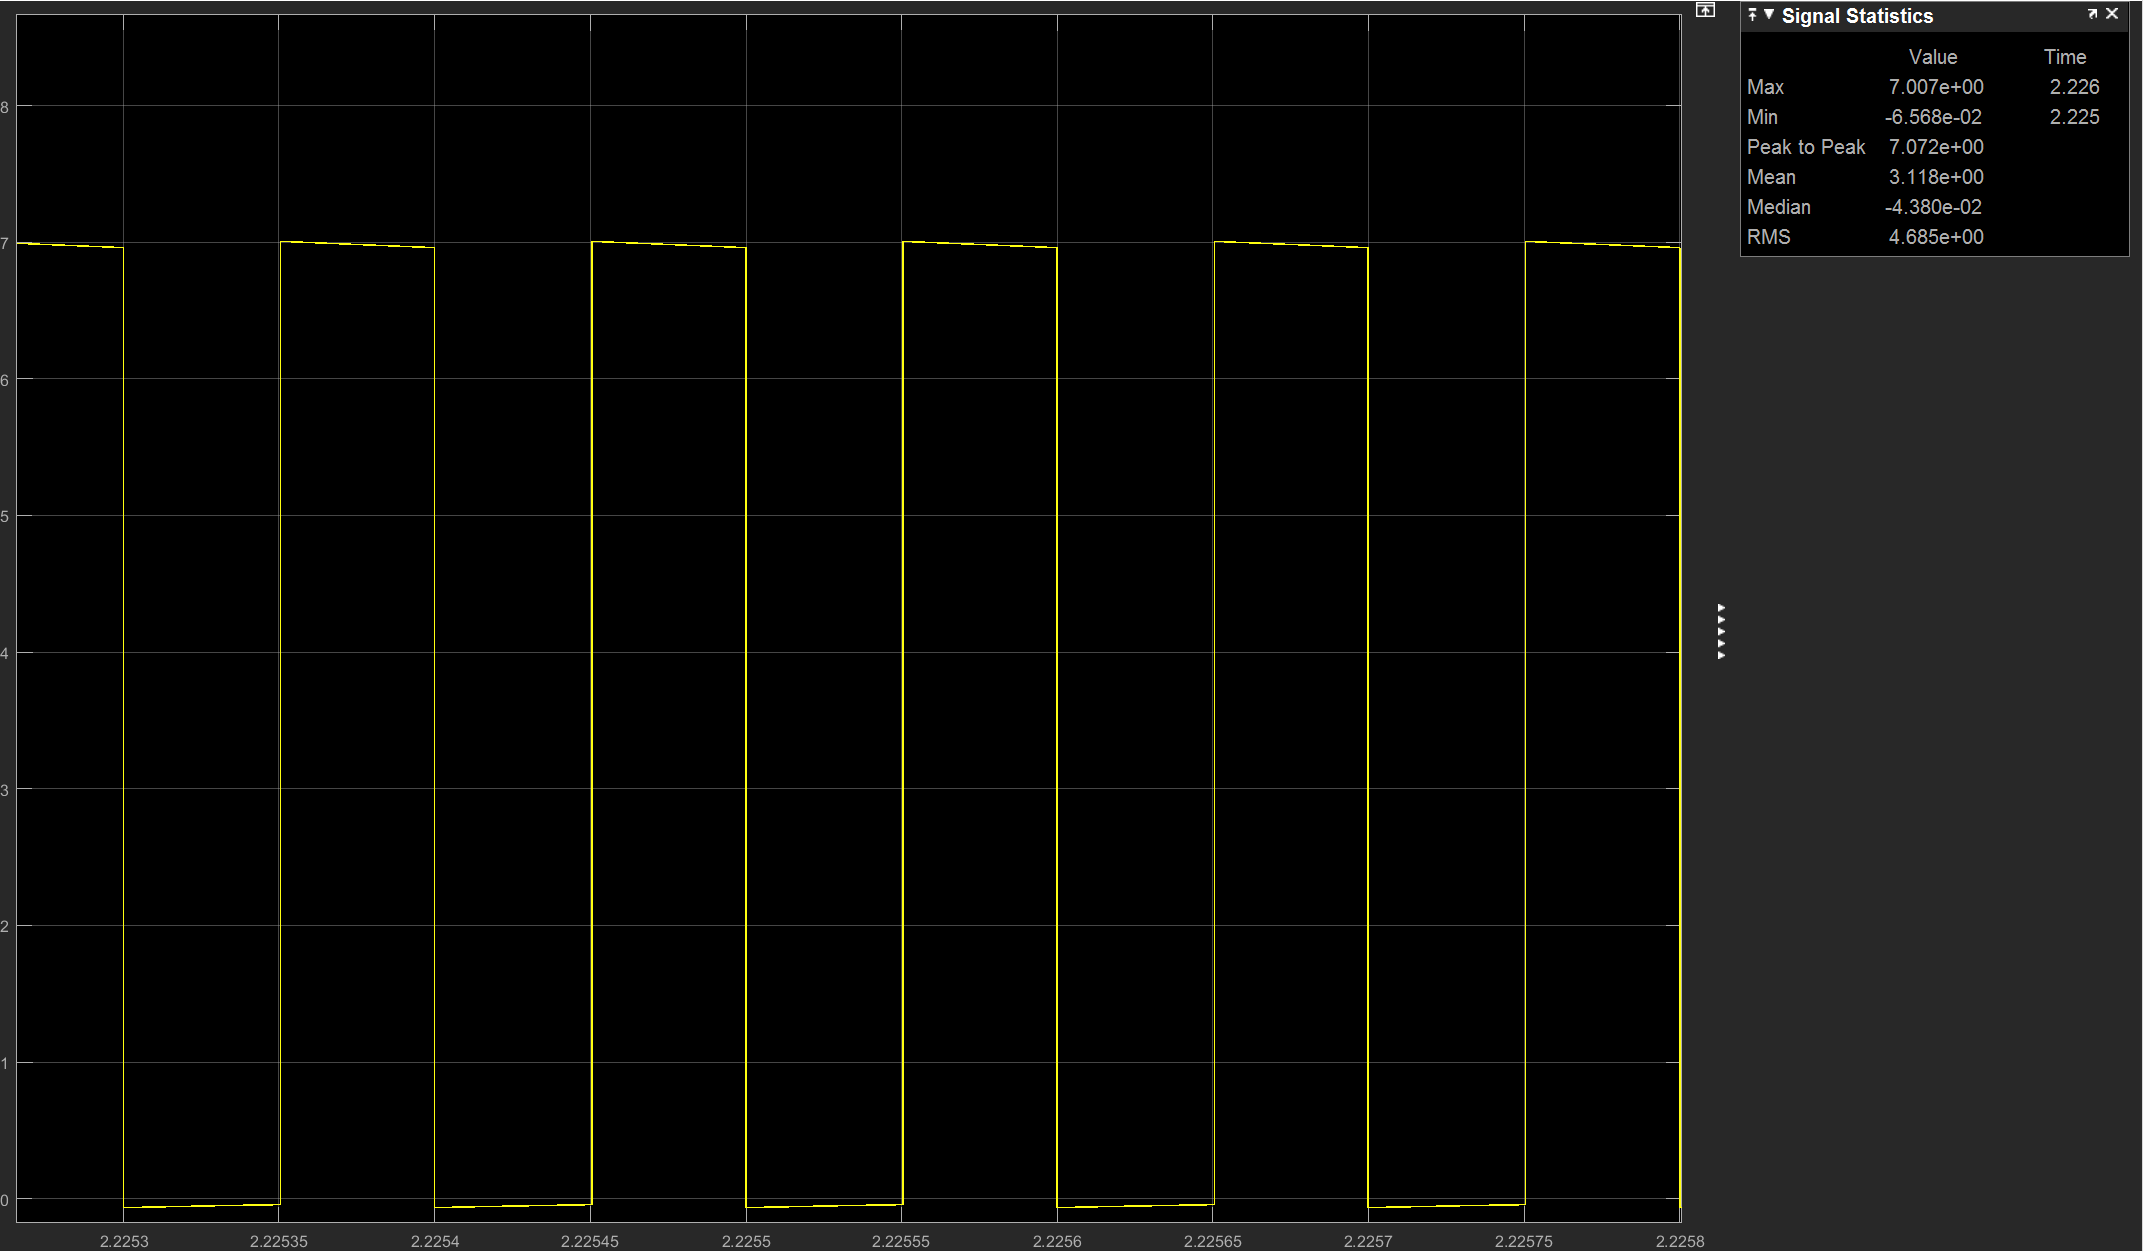 Signal Statistics
Value Time
Max 7.007e+00 2.226
Min -6.568e-02 2.225
Peak to Peak 7.072e+00
Mean 3.118e+00
Median -4.380e-02
RMS 4.685e+00
8
7
6
5
4
3
2
1
0
2.2253 2.22535 2.2254 2.22545 2.2255 2.22555 2.2256 2.22565 2.2257 2.22575 2.2258